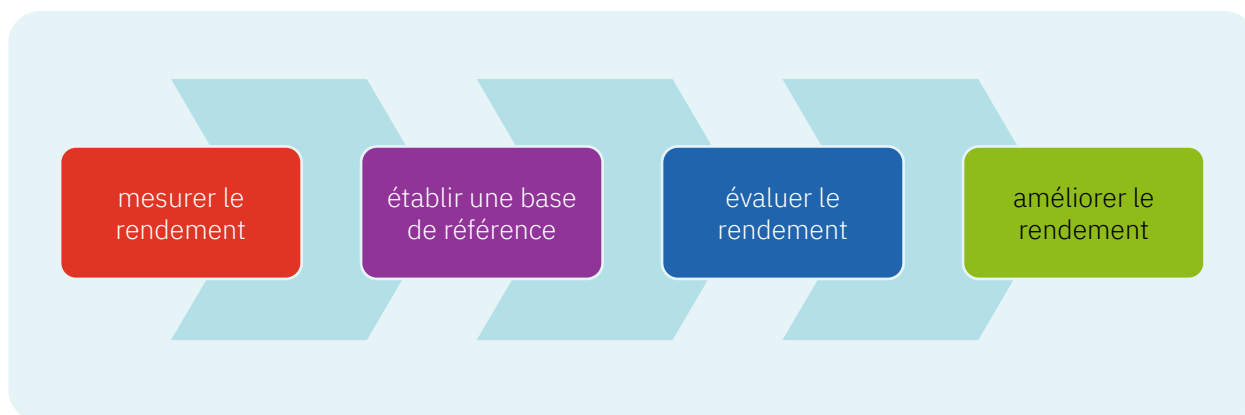 mesurer le
rendement
établir une base
de référence
évaluer le
rendement
améliorer le
rendement